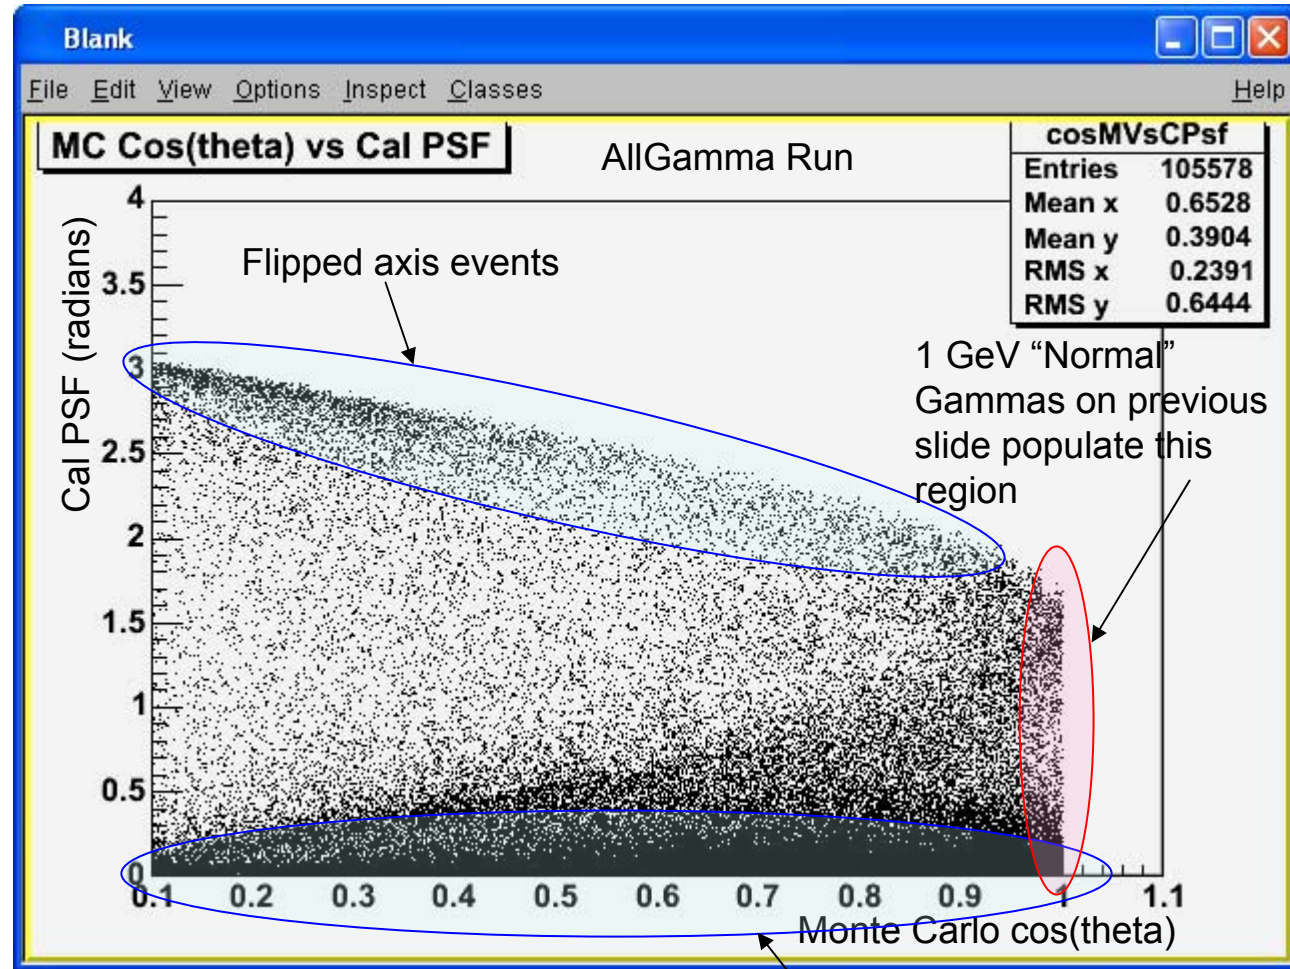 Blank
File Edit View Options Inspect Classes Help
MC Cos(theta) vs Cal PSF
AllGamma Run
cosMVsCPsf
Entries 105578
Mean x 0.6528
Mean y 0.3904
RMS x 0.2391
RMS y 0.6444
Flipped axis events
1 GeV “Normal”
Gammas on previous
slide populate this
region
Cal PSF (radians)
4
3.5
3
2.5
2
1.5
1
0.5
0
0.1 0.2 0.3 0.4 0.5 0.6 0.7 0.8 0.9 1 1.1
Monte Carlo cos(theta)